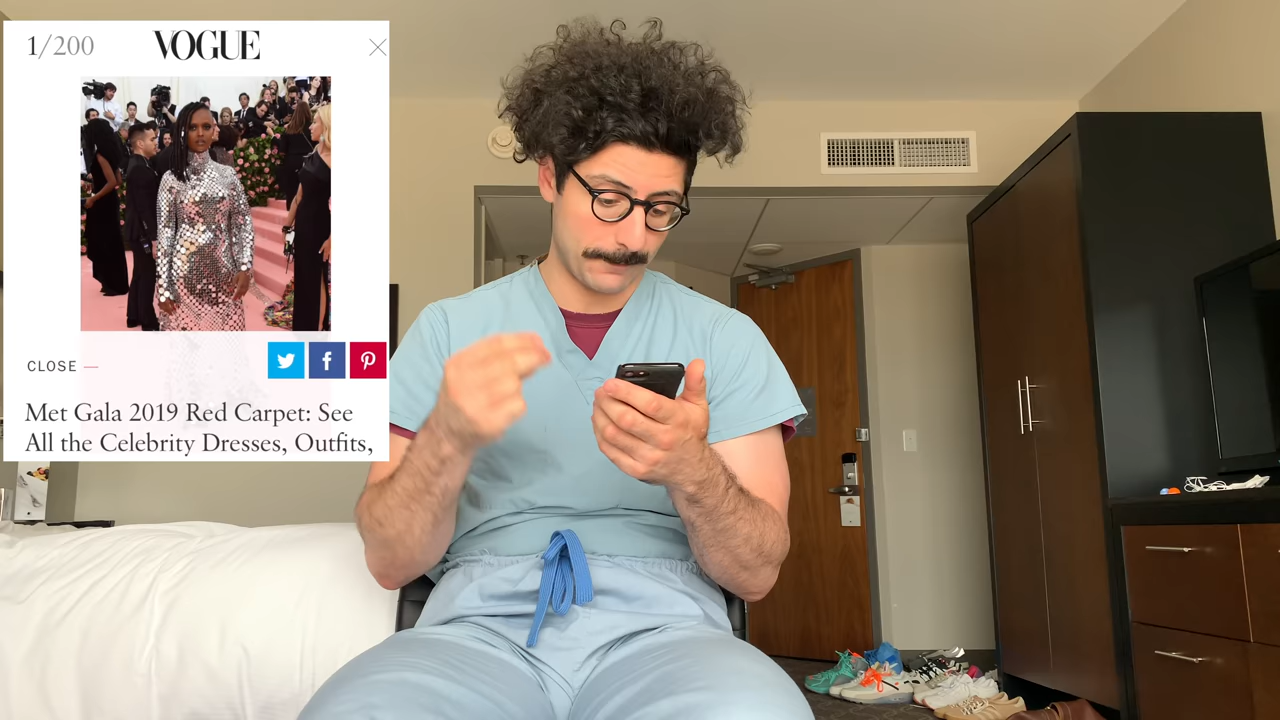 1/200
VOGUE
CLOSE —
Met Gala 2019 Red Carpet: See
All the Celebrity Dresses, Outfits,